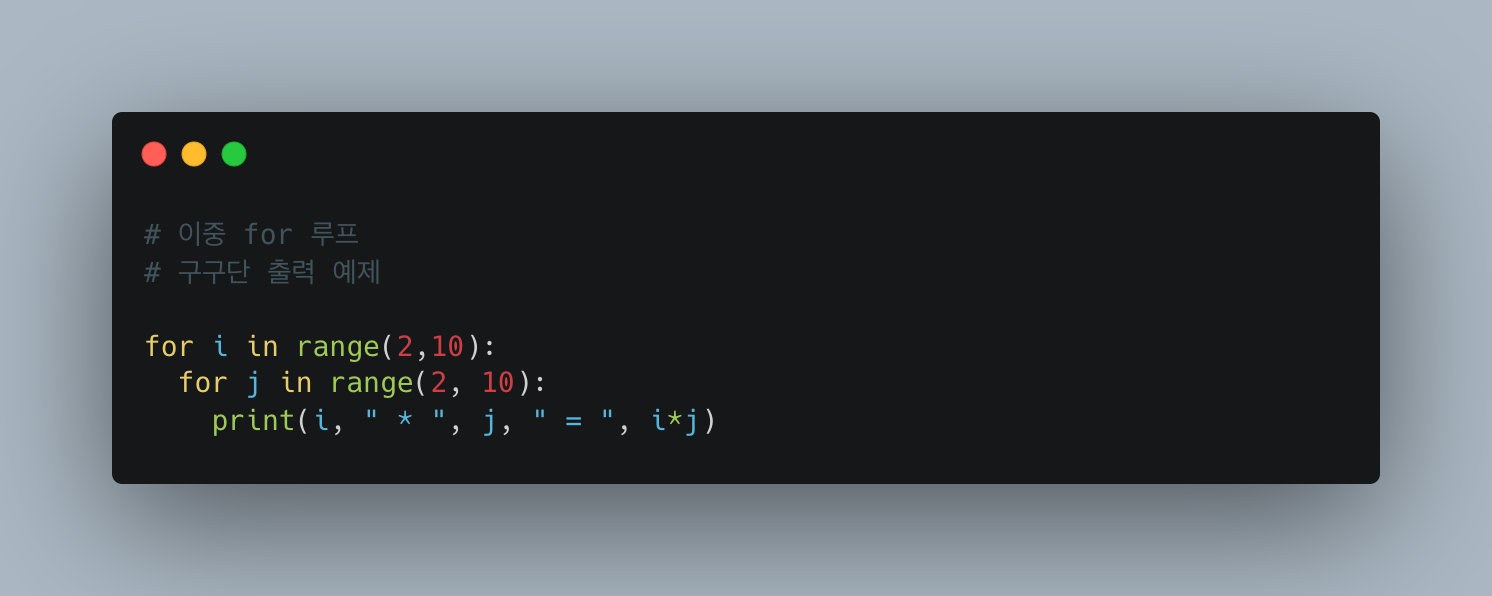 # 이중 for 루프
# 구구단 출력 예제
for i in range(2,10):
  for j in range(2, 10):
    print(i, " * ", j, " = ", i*j)